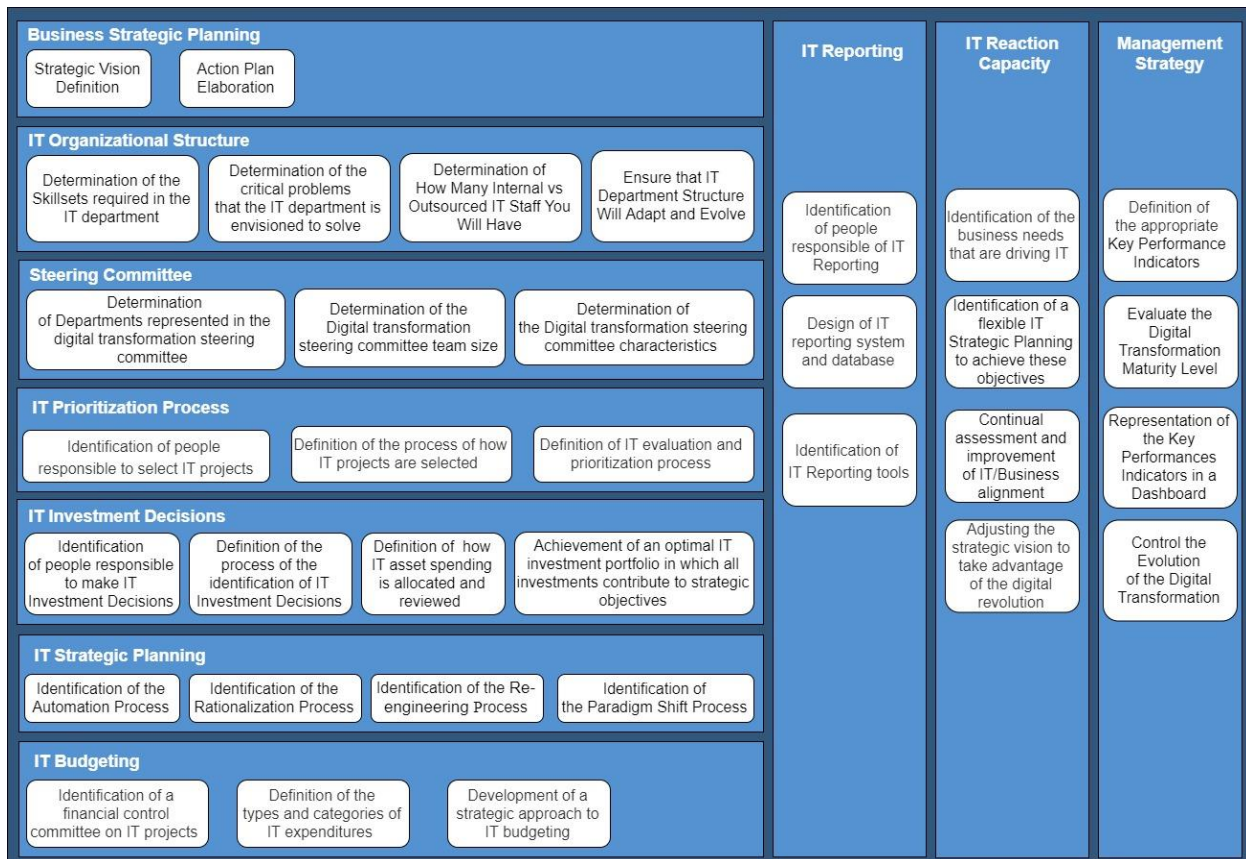 Business Strategic Planning
Strategic Vision
Definition
Action Plan
Elaboration
IT Organizational Structure
Determination of the
Skillsets required in the
IT department
Determination of the
critical problems
that the IT department is
envisioned to solve
Determination of
How Many Internal vs
Outsourced IT Staff You
Will Have
Ensure that IT
Department Structure
Will Adapt and Evolve
Steering Committee
Determination
of Departments represented in the
digital transformation steering
committee
Determination of the
Digital transformation
steering committee team size
Determination of
the Digital transformation steering
committee characteristics
IT Prioritization Process
Identification of people
responsible to select IT projects
Definition of the process of how
IT projects are selected
Definition of IT evaluation and
prioritization process
IT Investment Decisions
Identification
of people responsible
to make IT
Investment Decisions
Definition of the
process of the
identification of IT
Investment Decisions
Definition of how
IT asset spending
is allocated and
reviewed
Achievement of an optimal IT
investment portfolio in which all
investments contribute to strategic
objectives
IT Strategic Planning
Identification of the
Automation Process
Identification of the
Rationalization Process
Identification of the Re-
engineering Process
Identification of
the Paradigm Shift Process
IT Budgeting
Identification of a
financial control
committee on IT projects
Definition of the
types and categories of
IT expenditures
Development of a
strategic approach to
IT budgeting
IT Reporting
Identification
of people
responsible of IT
Reporting
Design of IT
reporting system
and database
Identification of
IT Reporting tools
IT Reaction
Capacity
Identification of the
business needs
that are driving IT
Identification of a
flexible IT
Strategic Planning
to achieve these
objectives
Continual
assessment and
improvement
of IT/Business
alignment
Adjusting the
strategic vision to
take advantage
of the digital
revolution
Management
Strategy
Definition of
the appropriate
Key Performance
Indicators
Evaluate the
Digital
Transformation
Maturity Level
Representation of
the Key
Performances
Indicators in a
Dashboard
Control the
Evolution
of the Digital
Transformation